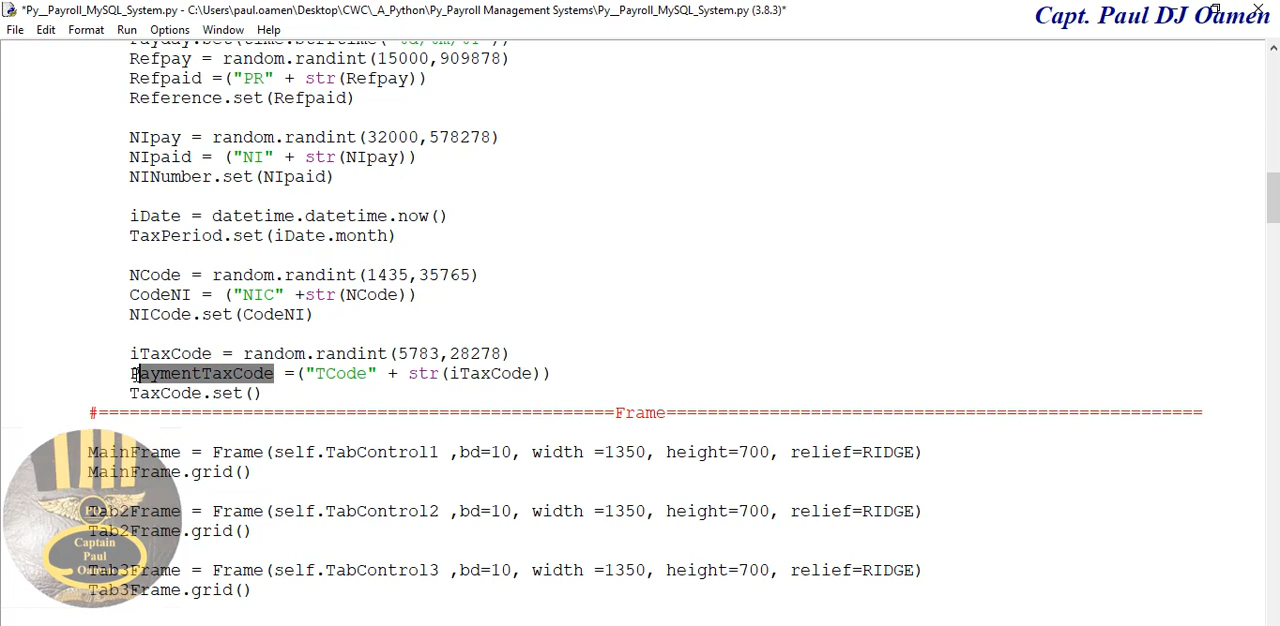 *Py__Payroll_MySQL_System.py - C:\Users\paul.oamen\Desktop\CWC\_A_Python\Py_Payroll Management Systems\Py__Payroll_MySQL_System.py (3.8.3)*
Capt. Paul DJ Oamen
File Edit Format Run Options Window Help
Refpay = random.randint(15000,909878)
Refpaid =("PR" + str(Refpay))
Reference.set(Refpaid)
NIpay = random.randint(32000,578278)
NIpaid = ("NI" + str(NIpay))
NINumber.set(NIpaid)
iDate = datetime.datetime.now()
TaxPeriod.set(iDate.month)
NCode = random.randint(1435,35765)
CodeNI = ("NIC" +str(NCode))
NICode.set(CodeNI)
iTaxCode = random.randint(5783,28278)
PaymentTaxCode =("TCode" + str(iTaxCode))
TaxCode.set()
#==================================================Frame====================================================
MainFrame = Frame(self.TabControl1 ,bd=10, width =1350, height=700, relief=RIDGE)
MainFrame.grid()
Tab2Frame = Frame(self.TabControl2 ,bd=10, width =1350, height=700, relief=RIDGE)
Tab2Frame.grid()
Tab3Frame = Frame(self.TabControl3 ,bd=10, width =1350, height=700, relief=RIDGE)
Tab3Frame.grid()
Captain
Paul